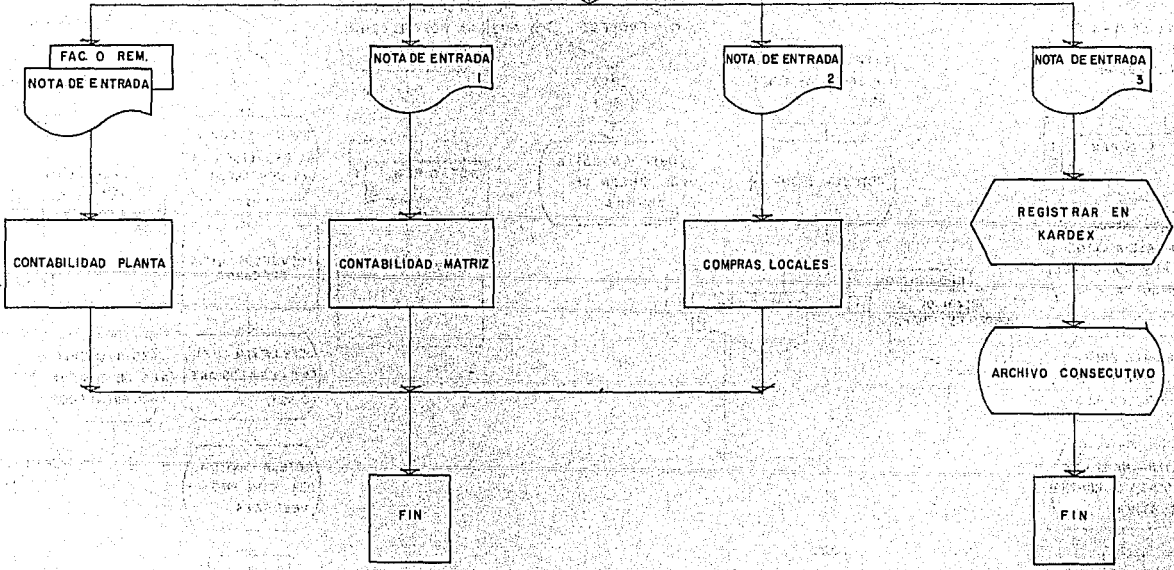 FAC. O REM.
NOTA DE ENTRADA
NOTA DE ENTRADA
1
NOTA DE ENTRADA
2
NOTA DE ENTRADA
3
CONTABILIDAD PLANTA
CONTABILIDAD MATRIZ
COMPRAS LOCALES
REGISTRAR EN
KARDEX
ARCHIVO CONSECUTIVO
FIN
FIN